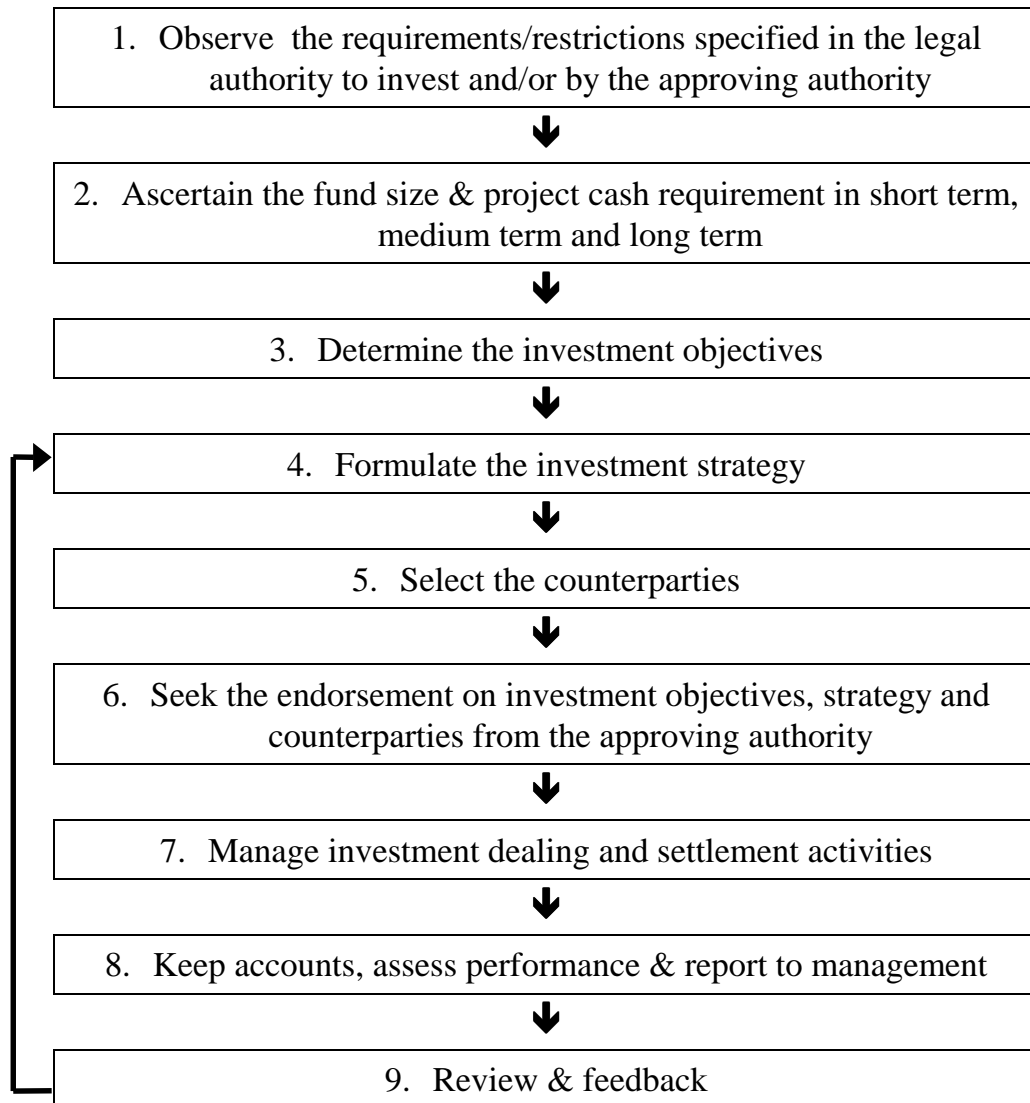 1. Observe the requirements/restrictions specified in the legal
authority to invest and/or by the approving authority
2. Ascertain the fund size & project cash requirement in short term,
medium term and long term
3. Determine the investment objectives
4. Formulate the investment strategy
5. Select the counterparties
6. Seek the endorsement on investment objectives, strategy and
counterparties from the approving authority
7. Manage investment dealing and settlement activities
8. Keep accounts, assess performance & report to management
9. Review & feedback